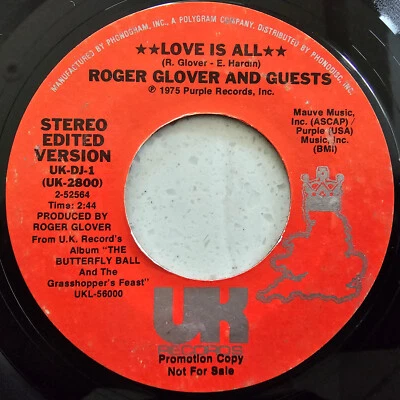 MANUFACTURED BY PHONOGRAM, INC., A POLYGRAM COMPANY. DISTRIBUTED BY PHONODISC, INC.
★★LOVE IS ALL★★
(R. Glover - E. Hardin)
ROGER GLOVER AND GUESTS
℗ 1975 Purple Records, Inc.
STEREO
EDITED
VERSION
UK-DJ-1
(UK-2800)
2-52564
Time: 2:44
PRODUCED BY
ROGER GLOVER
From U.K. Record's
Album "THE
BUTTERFLY BALL
And The
Grasshopper's Feast"
UKL-56000
Mauve Music,
Inc. (ASCAP)/
Purple (USA)
Music, Inc.
(BMI)
UK
RECORDS
Promotion Copy
Not For Sale